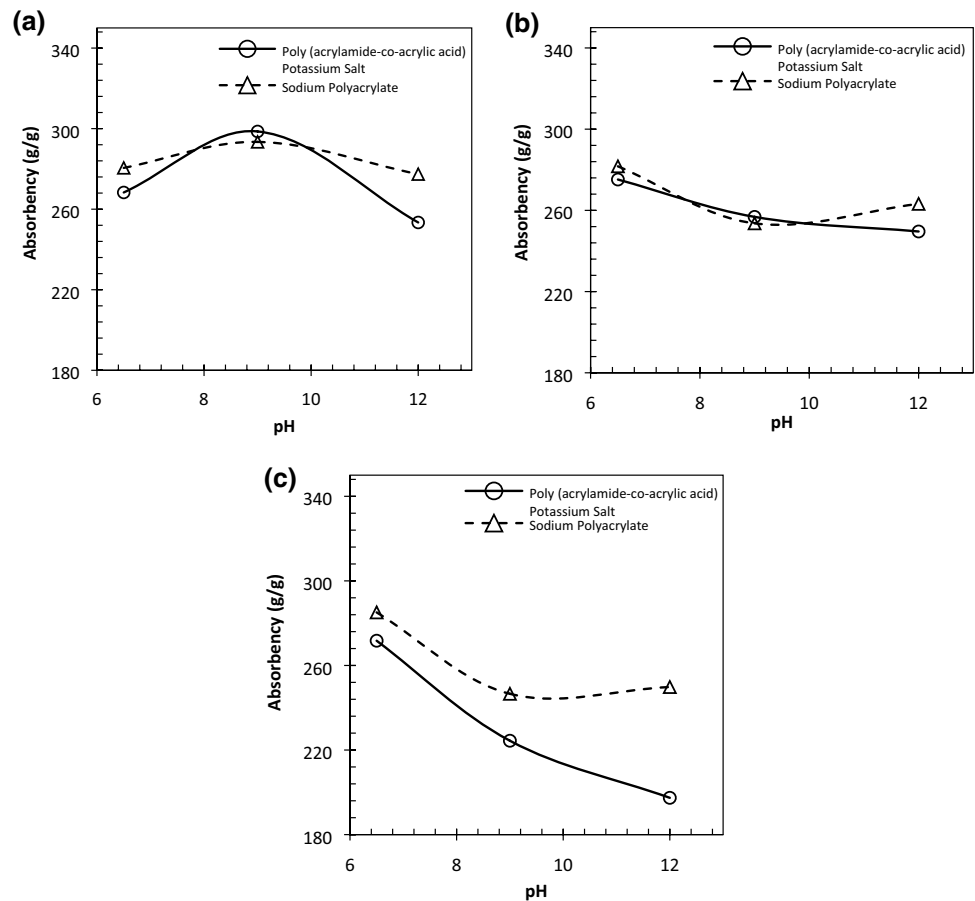 (a)
340
300
260
220
180
Absorbency (g/g)
Poly (acrylamide-co-acrylic acid)
Potassium Salt
Sodium Polyacrylate
6 8 10 12
pH
(b)
340
300
260
220
180
Absorbency (g/g)
Poly (acrylamide-co-acrylic acid)
Potassium Salt
Sodium Polyacrylate
6 8 10 12
pH
(c)
340
300
260
220
180
Absorbency (g/g)
Poly (acrylamide-co-acrylic acid)
Potassium Salt
Sodium Polyacrylate
6 8 10 12
pH